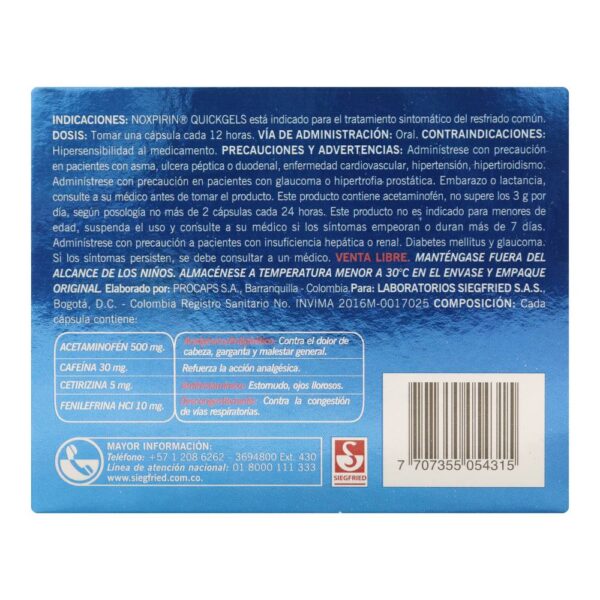 INDICACIONES: NOXPIRIN® QUICKGELS está indicado para el tratamiento sintomático del resfriado común.
DOSIS: Tomar una cápsula cada 12 horas. VÍA DE ADMINISTRACIÓN: Oral. CONTRAINDICACIONES:
Hipersensibilidad al medicamento. PRECAUCIONES Y ADVERTENCIAS: Adminístrese con precaución
en pacientes con asma, ulcera péptica o duodenal, enfermedad cardiovascular, hipertensión, hipertiroidismo.
Adminístrese con precaución en pacientes con glaucoma o hipertrofia prostática. Embarazo o lactancia,
consulte a su médico antes de tomar el producto. Este producto contiene acetaminofén, no supere los 3 g por
día, según posología no más de 2 cápsulas cada 24 horas. Este producto no es indicado para menores de
edad, suspenda el uso y consulte a su médico si los síntomas empeoran o duran más de 7 días.
Adminístrese con precaución a pacientes con insuficiencia hepática o renal. Diabetes mellitus y glaucoma.
Si los síntomas persisten, se debe consultar a un médico. VENTA LIBRE. MANTÉNGASE FUERA DEL
ALCANCE DE LOS NIÑOS. ALMACÉNESE A TEMPERATURA MENOR A 30°C EN EL ENVASE Y EMPAQUE
ORIGINAL. Elaborado por: PROCAPS S.A., Barranquilla - Colombia.Para: LABORATORIOS SIEGFRIED S.A.S.,
Bogotá, D.C. - Colombia Registro Sanitario No. INVIMA 2016M-0017025 COMPOSICIÓN: Cada
cápsula contiene:
ACETAMINOFÉN 500 mg. Contra el dolor de
cabeza, garganta y malestar general.
CAFEÍNA 30 mg. Refuerza la acción analgésica.
CETIRIZINA 5 mg. Antihistamínico: Estornudo, ojos llorosos.
FENILEFRINA HCl 10 mg. Descongestionante: Contra la congestión
de vías respiratorias.
MAYOR INFORMACIÓN:
Teléfono: +57 1 208 6262 - 3694800 Ext. 430
Línea de atención nacional: 01 8000 111 333
www.siegfried.com.co.
S
SIEGFRIED
7 707355 054315